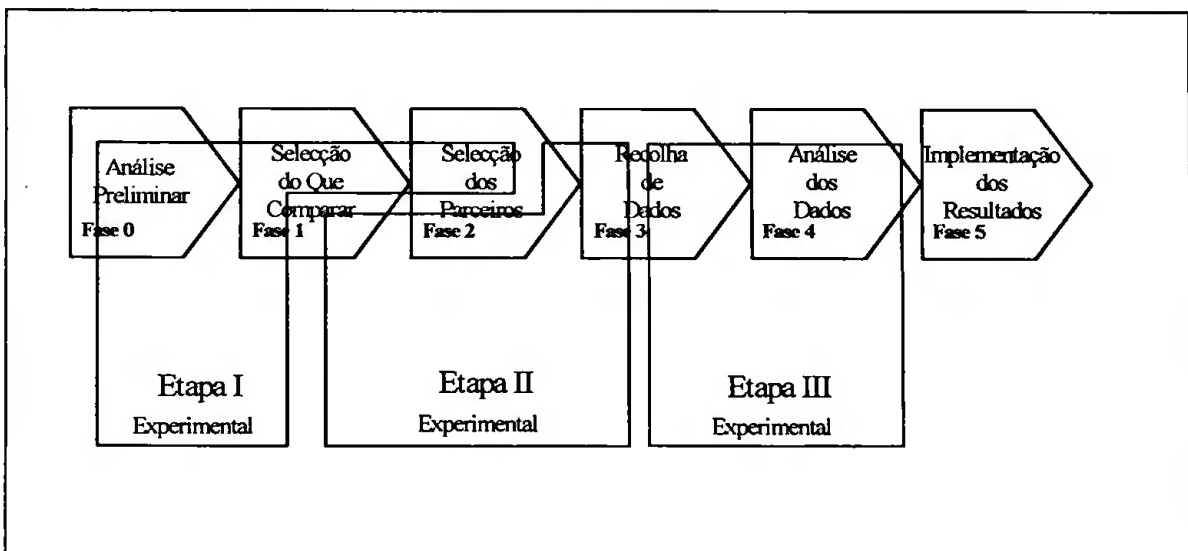 Análise
Preliminar
Fase 0
Selecção
do Que
Comparar
Fase 1
Selecção
dos
Parceiros
Fase 2
Recolha
de
Dados
Fase 3
Análise
dos
Dados
Fase 4
Implementação
dos
Resultados
Fase 5
Etapa I
Experimental
Etapa II
Experimental
Etapa III
Experimental